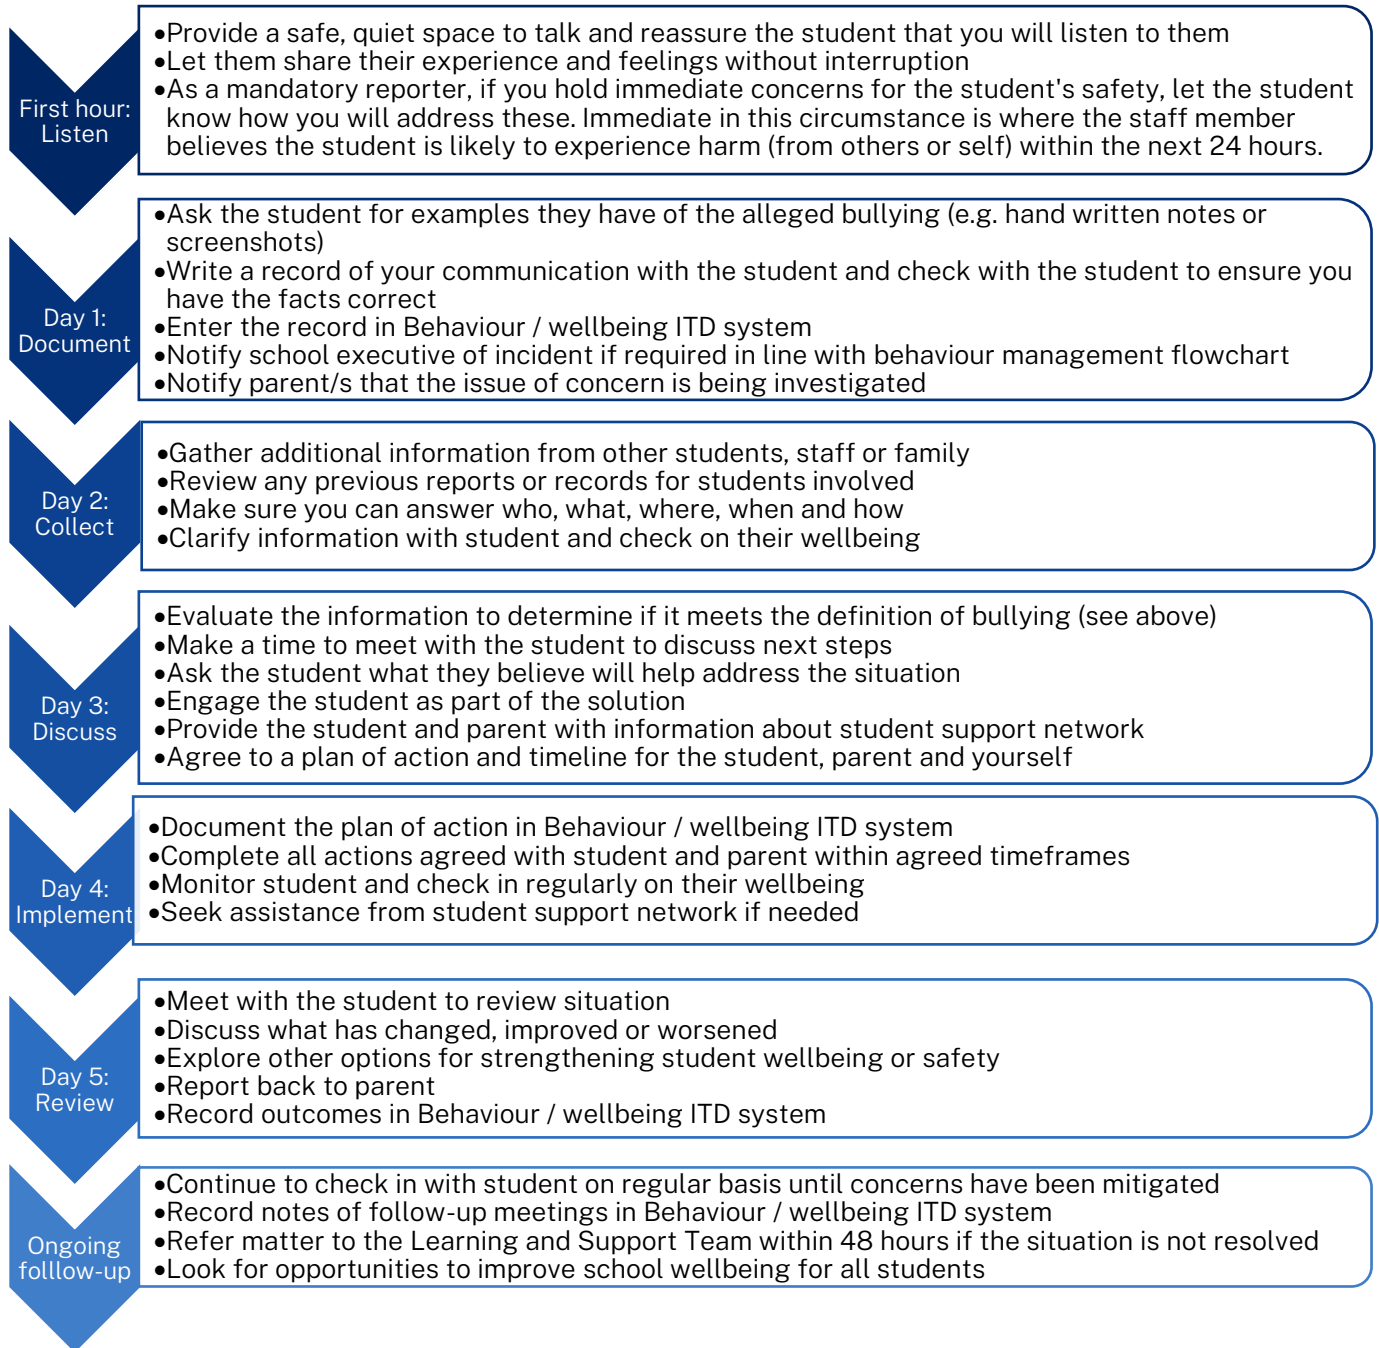 First hour:
Listen
•Provide a safe, quiet space to talk and reassure the student that you will listen to them
•Let them share their experience and feelings without interruption
•As a mandatory reporter, if you hold immediate concerns for the student's safety, let the student
know how you will address these. Immediate in this circumstance is where the staff member
believes the student is likely to experience harm (from others or self) within the next 24 hours.
Day 1:
Document
•Ask the student for examples they have of the alleged bullying (e.g. hand written notes or
screenshots)
•Write a record of your communication with the student and check with the student to ensure you
have the facts correct
•Enter the record in Behaviour / wellbeing ITD system
•Notify school executive of incident if required in line with behaviour management flowchart
•Notify parent/s that the issue of concern is being investigated
Day 2:
Collect
•Gather additional information from other students, staff or family
•Review any previous reports or records for students involved
•Make sure you can answer who, what, where, when and how
•Clarify information with student and check on their wellbeing
Day 3:
Discuss
•Evaluate the information to determine if it meets the definition of bullying (see above)
•Make a time to meet with the student to discuss next steps
•Ask the student what they believe will help address the situation
•Engage the student as part of the solution
•Provide the student and parent with information about student support network
•Agree to a plan of action and timeline for the student, parent and yourself
Day 4:
Implement
•Document the plan of action in Behaviour / wellbeing ITD system
•Complete all actions agreed with student and parent within agreed timeframes
•Monitor student and check in regularly on their wellbeing
•Seek assistance from student support network if needed
Day 5:
Review
•Meet with the student to review situation
•Discuss what has changed, improved or worsened
•Explore other options for strengthening student wellbeing or safety
•Report back to parent
•Record outcomes in Behaviour / wellbeing ITD system
Ongoing
folllow-up
•Continue to check in with student on regular basis until concerns have been mitigated
•Record notes of follow-up meetings in Behaviour / wellbeing ITD system
•Refer matter to the Learning and Support Team within 48 hours if the situation is not resolved
•Look for opportunities to improve school wellbeing for all students